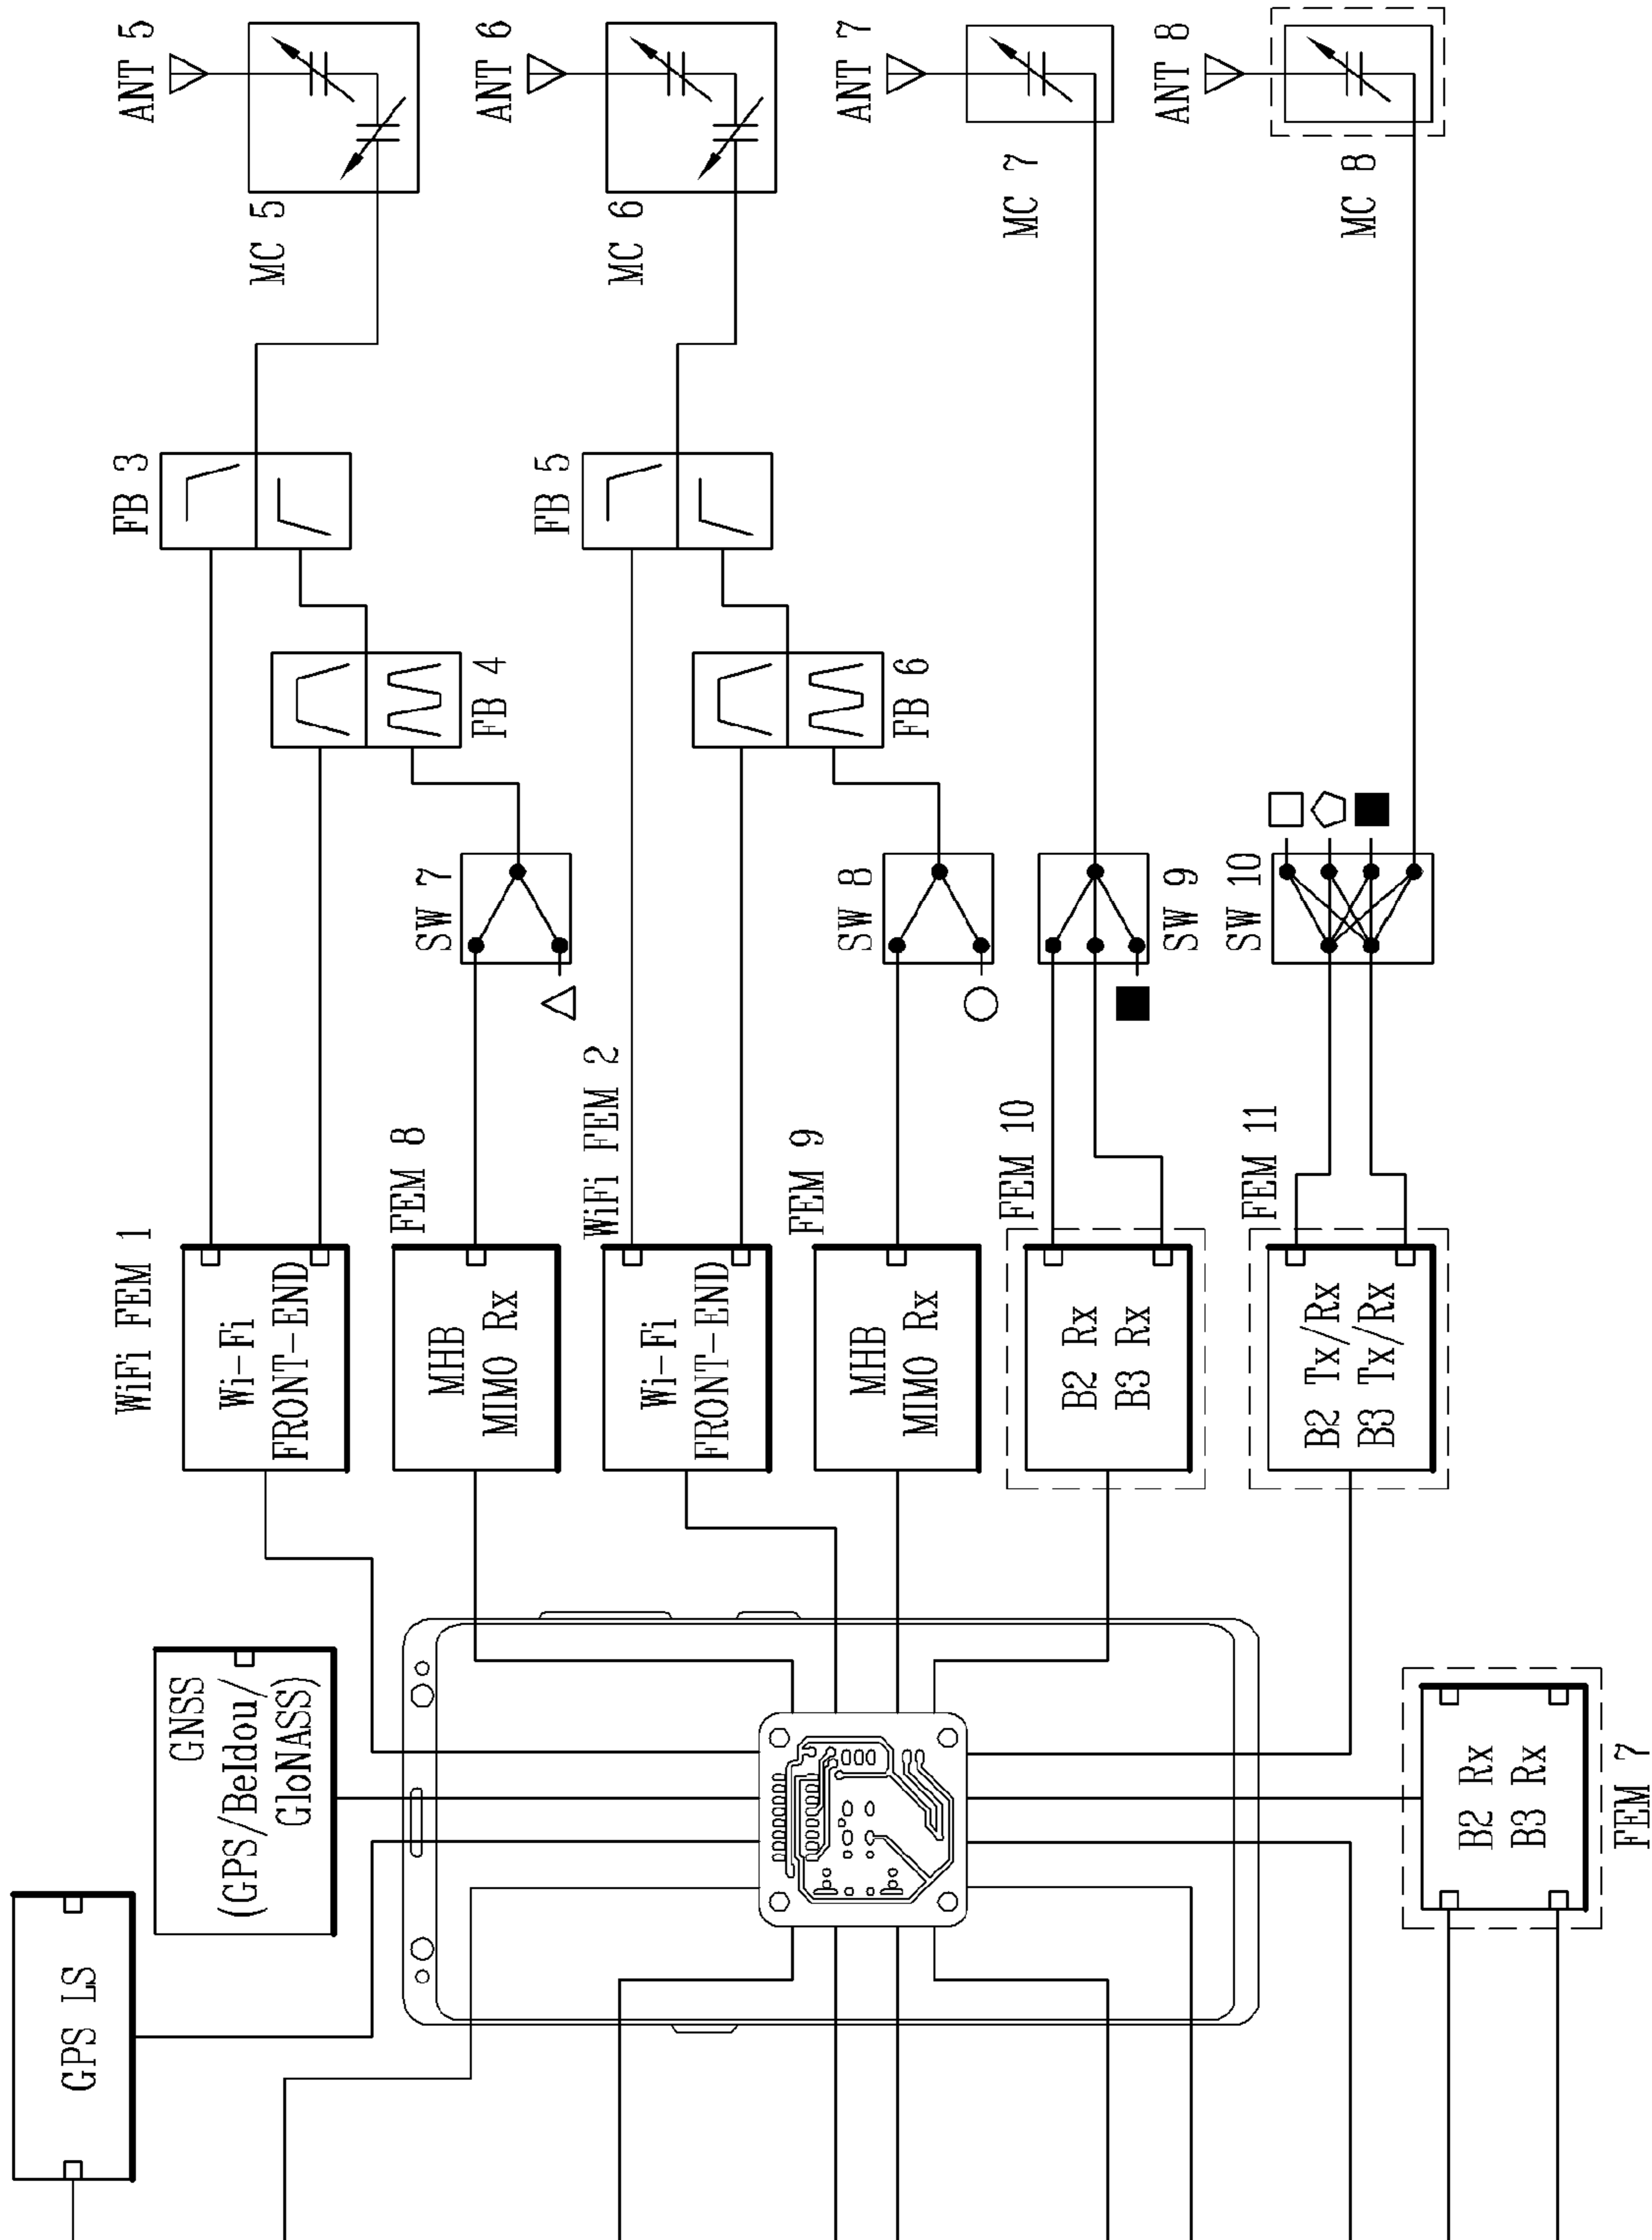 ANT 5
MC 5
ANT 6
MC 6
ANT 7
MC 7
ANT 8
MC 8
FB 3
FB 4
FB 5
FB 6
SW 7
SW 8
SW 9
SW 10
WiFi FEM 1
Wi-Fi
FRONT-END
FEM 8
MHB
MIMO Rx
WiFi FEM 2
Wi-Fi
FRONT-END
FEM 9
MHB
MIMO Rx
FEM 10
B2 Rx
B3 Rx
FEM 11
B2 Tx/Rx
B3 Tx/Rx
GNSS
(GPS/BeIdou/
GloNASS)
GPS LS
B2 Rx
B3 Rx
FEM 7